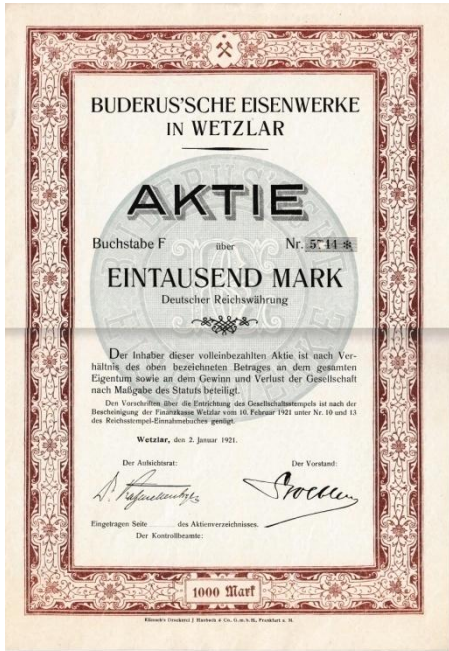 BUDERUS'SCHE EISENWERKE
IN WETZLAR
AKTIE
Buchstabe F über Nr. 5744 *
EINTAUSEND MARK
Deutscher Reichswährung
Der Inhaber dieser volleinbezahlten Aktie ist nach Ver-
hältnis des oben bezeichneten Betrages an dem gesamten
Eigentum sowie an dem Gewinn und Verlust der Gesellschaft
nach Maßgabe des Statuts beteiligt.
Den Vorschriften über die Entrichtung des Gesellschaftsstempels ist nach der
Bescheinigung der Finanzkasse Wetzlar vom 10. Februar 1921 unter Nr. 10 und 13
des Reichsstempel-Einnahmebuches genügt.
Wetzlar, den 2. Januar 1921.
Der Aufsichtsrat: Der Vorstand:
Eingetragen Seite des Aktienverzeichnisses.
Der Kontrollbeamte:
1000 Mark
Druckerei J. & Co., G.m.b.H., Frankfurt a. M.